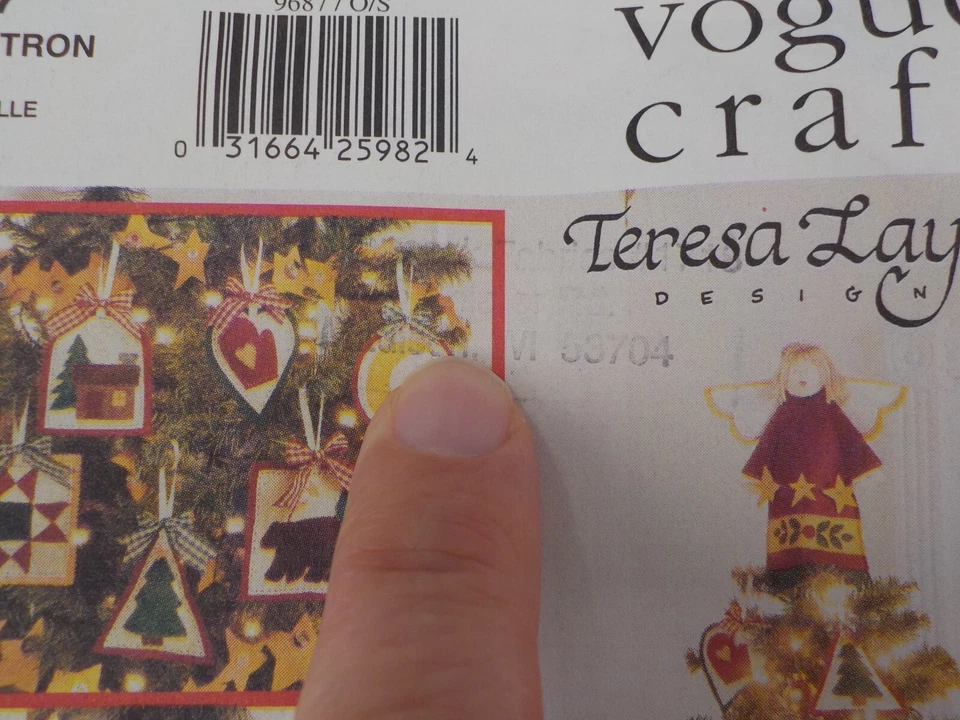 96877 O/S
TRON
LLE
0 31664 25982 4
vogu
craf
Teresa Lay
DESIGN
53704